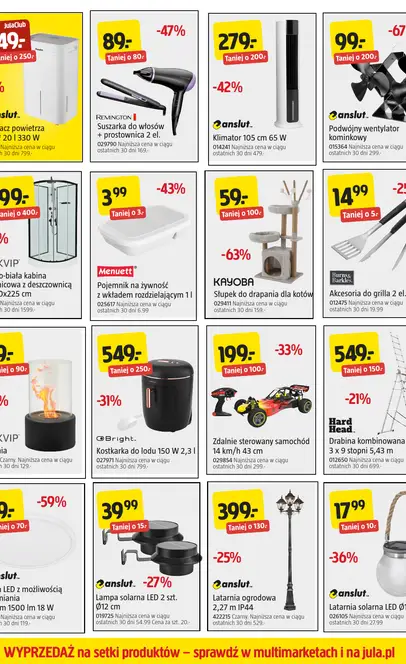 JulaClub
49.-
Taniej o 250,-
anslut.
acz powietrza
20 l 330 W
Najniższa cena w ciągu
ostatnich 30 dni 799.-
89.-
Taniej o 80,-
-47%
REMINGTON
Suszarka do włosów
+ prostownica 2 el.
029790 Najniższa cena w ciągu
ostatnich 30 dni 169.-
279.-
Taniej o 200,-
-42%
anslut.
Klimator 105 cm 65 W
014241 Najniższa cena w ciągu
ostatnich 30 dni 479.-
99.-
Taniej o 200,-
-67%
anslut.
Podwójny wentylator
kominkowy
015364 Najniższa cena w ciągu
ostatnich 30 dni 299.-
99.-
Taniej o 400,-
KVIP
o-biała kabina
nicowa z deszczownicą
0x225 cm
Najniższa cena w ciągu
ostatnich 30 dni 1599.-
3.99
Taniej o 3,-
-43%
Menuett
Pojemnik na żywność
z wkładem rozdzielającym 1 l
025617 Najniższa cena w ciągu
ostatnich 30 dni 6.99
59.-
Taniej o 100,-
-63%
KAYOBA
Słupek do drapania dla kotów
029411 Najniższa cena w ciągu
ostatnich 30 dni 159.-
14.99
Taniej o 5,-
-25%
Burns & Barkers.
Akcesoria do grilla 2 el.
012475 Najniższa cena w ciągu
ostatnich 30 dni 19.99
9.-
Taniej o 90,-
KVIP
nia
Czarny. Najniższa cena w ciągu
ostatnich 30 dni 129.-
549.-
Taniej o 250,-
-31%
Bright.
Kostkarka do lodu 150 W 2,3 l
027971 Najniższa cena w ciągu
ostatnich 30 dni 799.-
199.-
Taniej o 100,-
-33%
Zdalnie sterowany samochód
14 km/h 43 cm
029854 Najniższa cena w ciągu
ostatnich 30 dni 299.-
549.-
Taniej o 250,-
Hard
Head.
Drabina kombinowana
3 x 9 stopni 5,43 m
012650 Najniższa cena w ciągu
ostatnich 30 dni 799.-
9.-
Taniej o 70,-
-59%
anslut.
LED z możliwością
niania
m 1500 lm 18 W
Najniższa cena w ciągu
39.99
Taniej o 15,-
-27%
anslut.
Lampa solarna LED 2 szt.
Ø12 cm
019725 Najniższa cena w ciągu
ostatnich 30 dni 54.99 Cena za szt. 20.-
399.-
Taniej o 130,-
-25%
anslut.
Latarnia ogrodowa
2,27 m IP44
422215 Czarny. Najniższa cena w ciągu
ostatnich 30 dni 529.-
17.99
Taniej o 10,-
-36%
anslut.
Latarnia solarna LED Ø1
Najniższa cena w ciągu
ostatnich 30 dni 27.99
WYPRZEDAŻ na setki produktów – sprawdź w multimarketach i na jula.pl